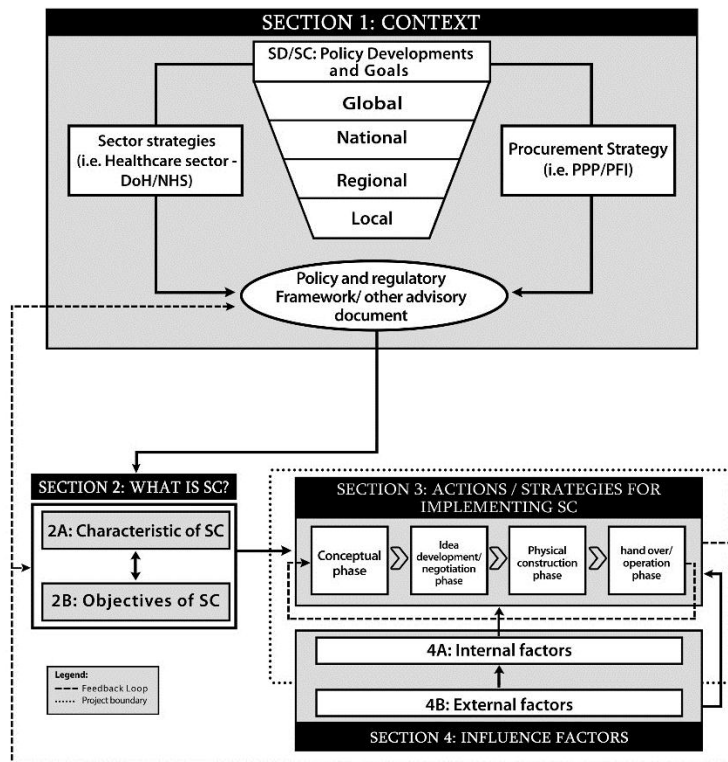 SECTION 1: CONTEXT
SD/SC: Policy Developments
and Goals
Global
National
Regional
Local
Sector strategies
(i.e. Healthcare sector -
DoH/NHS)
Procurement Strategy
(i.e. PPP/PFI)
Policy and regulatory
Framework/ other advisory
document
SECTION 2: WHAT IS SC?
2A: Characteristic of SC
2B: Objectives of SC
SECTION 3: ACTIONS / STRATEGIES FOR
IMPLEMENTING SC
Conceptual
phase
Idea
development/
negotiation
phase
Physical
construction
phase
hand over/
operation
phase
4A: Internal factors
4B: External factors
SECTION 4: INFLUENCE FACTORS
Legend:
Feedback Loop
Project boundary